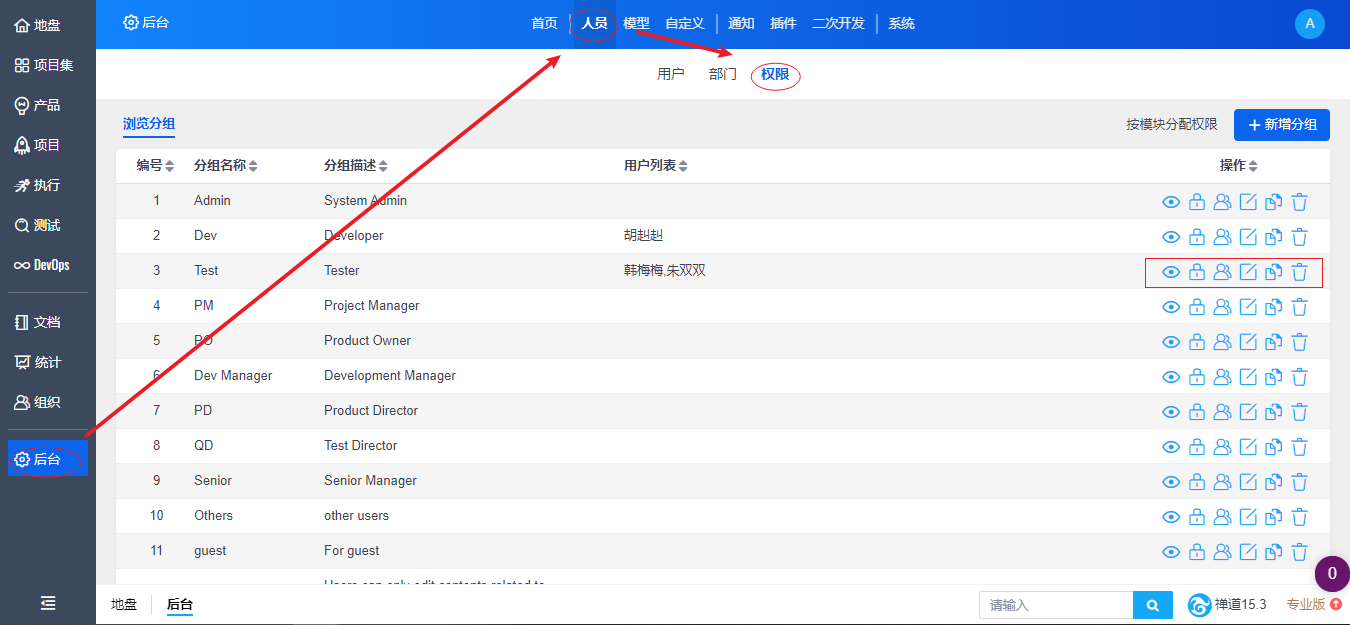 地盘
项目集
产品
项目
执行
测试
DevOps
文档
统计
组织
后台
后台
首页 人员 模型 自定义 通知 插件 二次开发 系统
A
用户 部门 权限
浏览分组
按模块分配权限 + 新增分组
编号 分组名称 分组描述 用户列表 操作
1 Admin System Admin
2 Dev Developer 胡赳赳
3 Test Tester 韩梅梅,朱双双
4 PM Project Manager
5 PO Product Owner
6 Dev Manager Development Manager
7 PD Product Director
8 QD Test Director
9 Senior Senior Manager
10 Others other users
11 guest For guest
Users can only edit contents related to
0
地盘 后台 请输入 禅道15.3 专业版